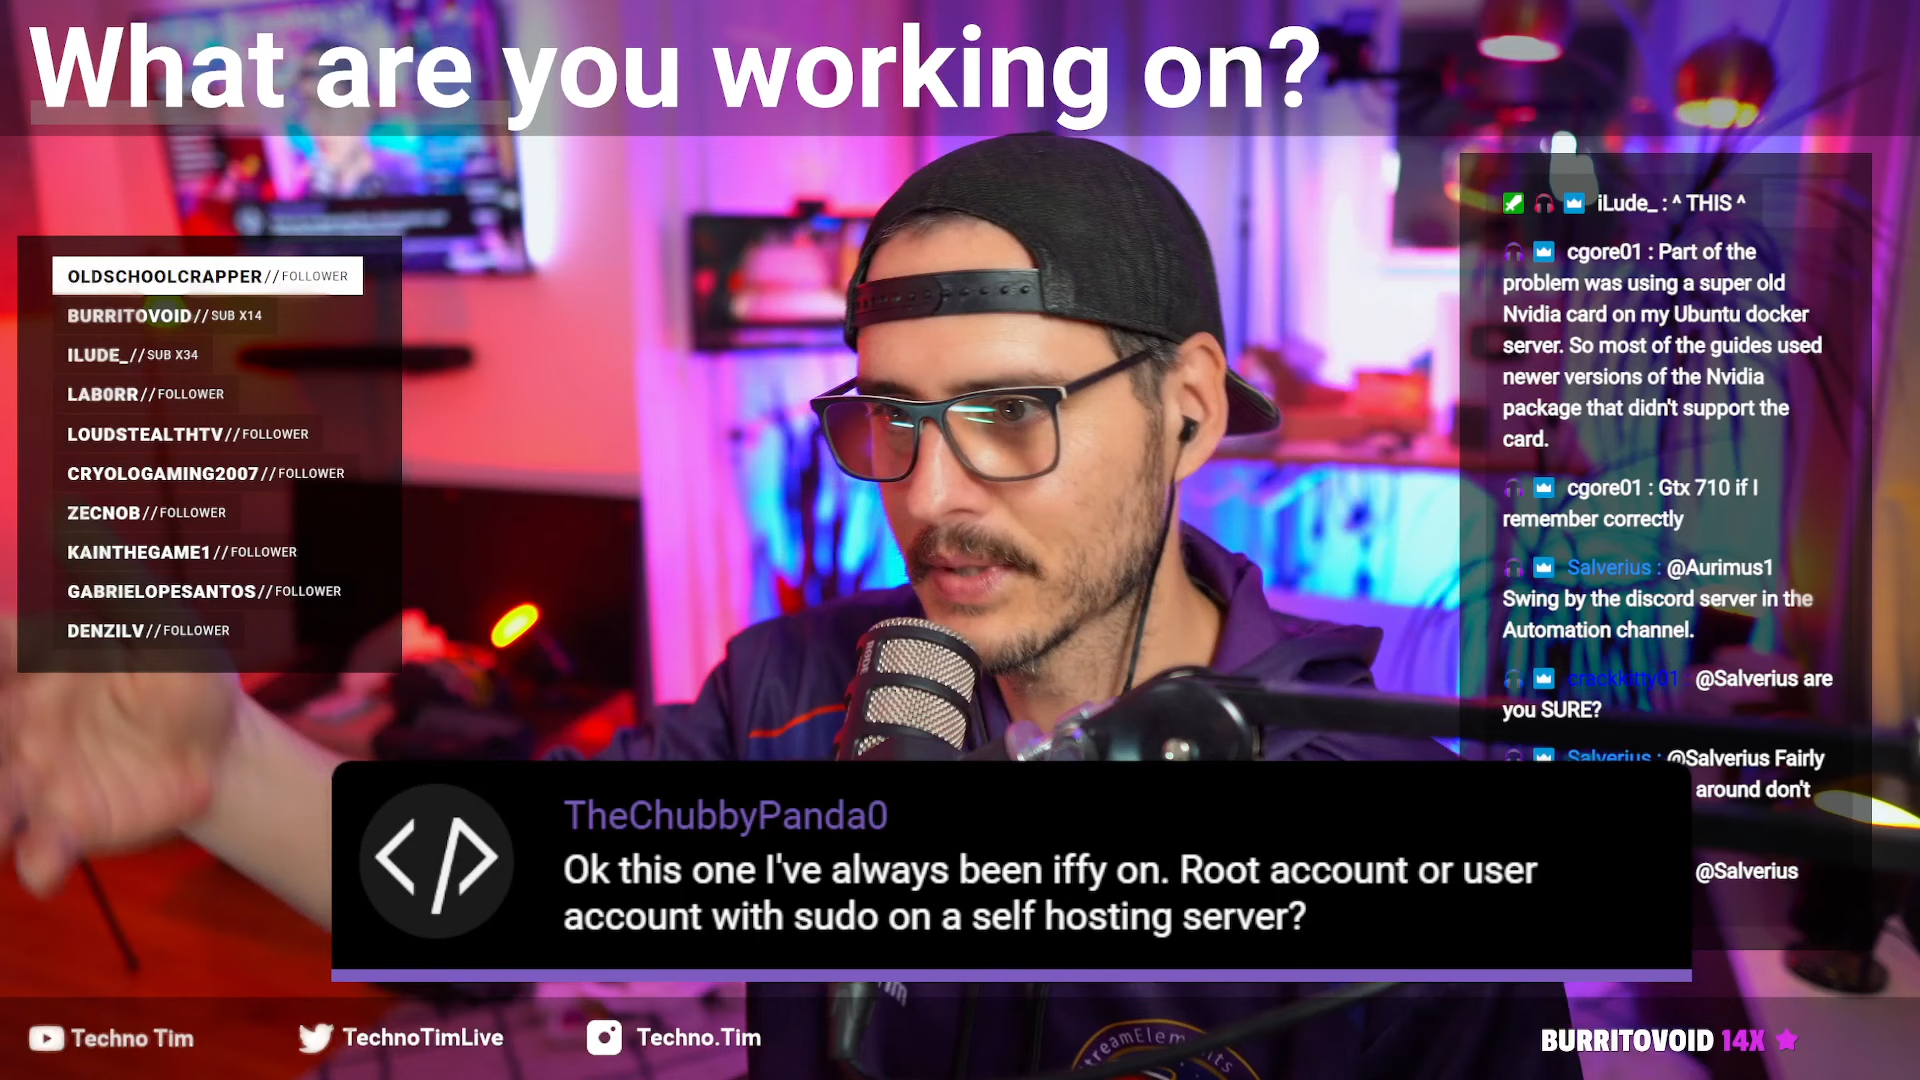 What are you working on?
OLDSCHOOLCRAPPER//FOLLOWER
BURRITOVOID//SUB X14
ILUDE_//SUB X34
LAB0RR//FOLLOWER
LOUDSTEALTHTV//FOLLOWER
CRYOLOGAMING2007//FOLLOWER
ZECNOB//FOLLOWER
KAINTHEGAME1//FOLLOWER
GABRIELOPESANTOS//FOLLOWER
DENZILV//FOLLOWER
iLude_ : ^ THIS ^
cgore01 : Part of the
problem was using a super old
Nvidia card on my Ubuntu docker
server. So most of the guides used
newer versions of the Nvidia
package that didn't support the
card.
cgore01 : Gtx 710 if I
remember correctly
Salverius : @Aurimus1
Swing by the discord server in the
Automation channel.
crackkitty01 : @Salverius are
you SURE?
Salverius : @Salverius Fairly
around don't
@Salverius
RODE
TheChubbyPanda0
Ok this one I've always been iffy on. Root account or user
account with sudo on a self hosting server?
Techno Tim
TechnoTimLive
Techno.Tim
BURRITOVOID 14X